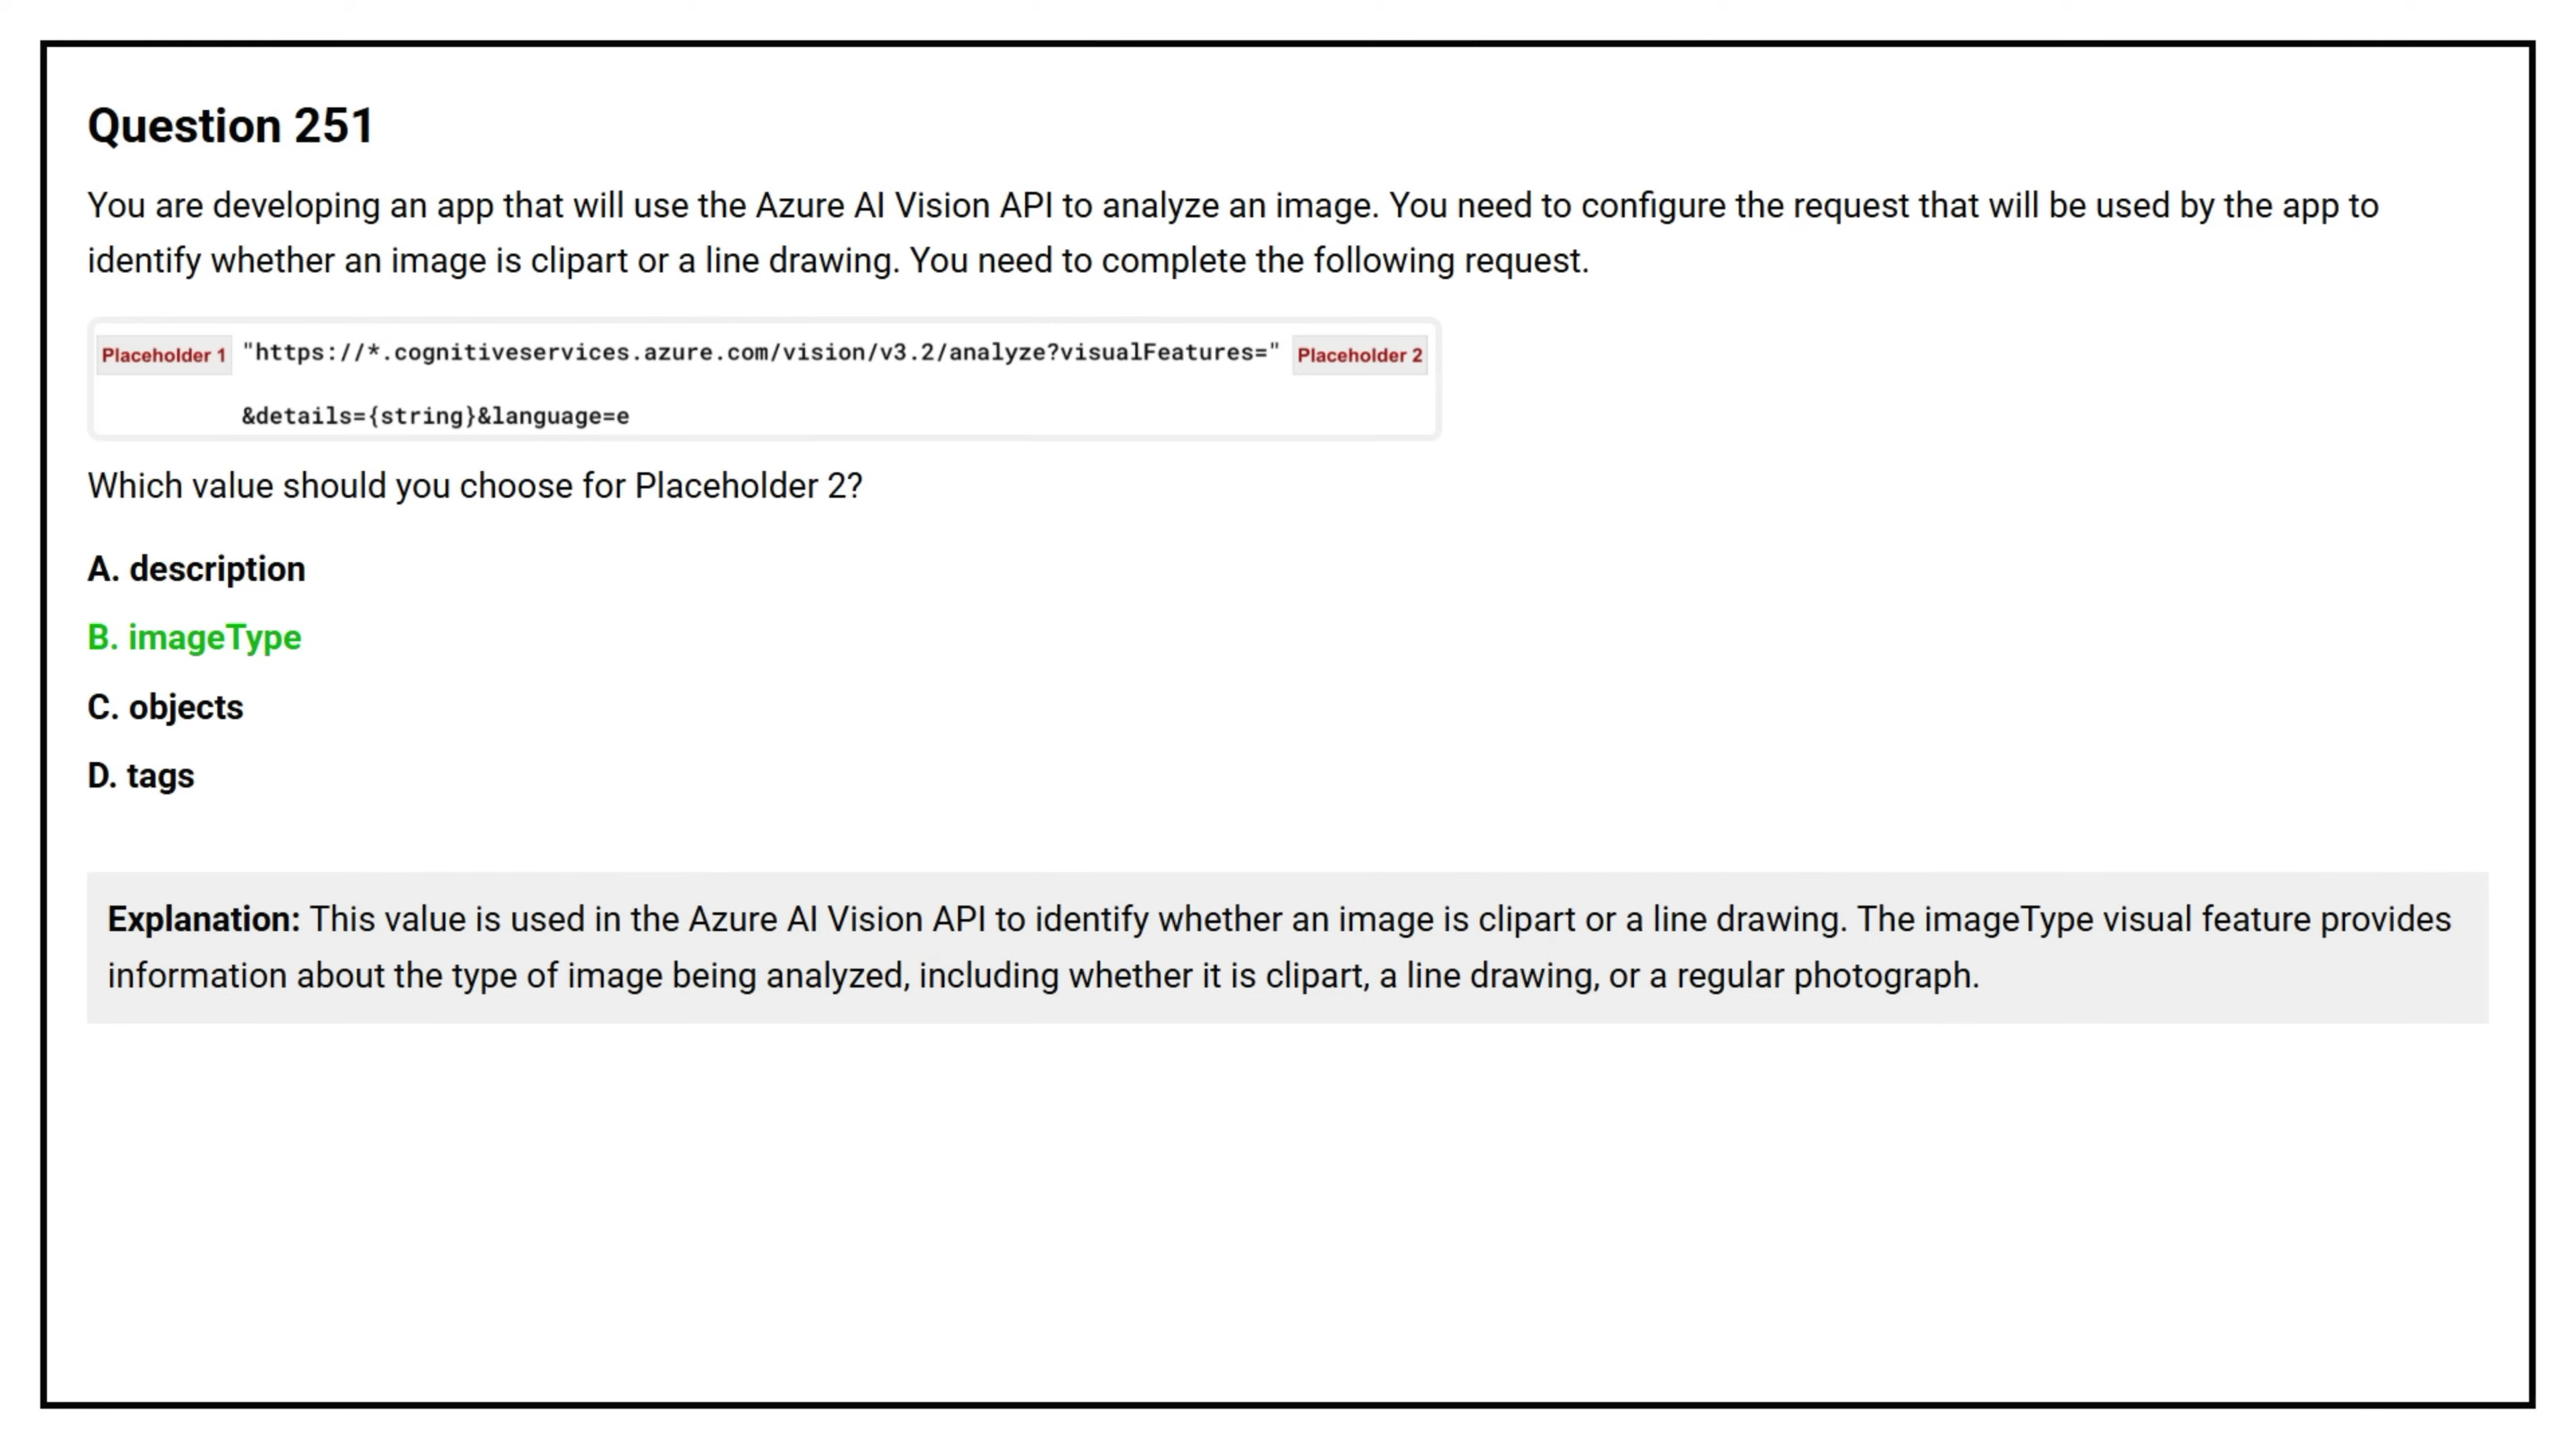 Question 251
You are developing an app that will use the Azure AI Vision API to analyze an image. You need to configure the request that will be used by the app to
identify whether an image is clipart or a line drawing. You need to complete the following request.
Placeholder 1 "https://*.cognitiveservices.azure.com/vision/v3.2/analyze?visualFeatures=" Placeholder 2
&details={string}&language=e
Which value should you choose for Placeholder 2?
A. description
B. imageType
C. objects
D. tags
Explanation: This value is used in the Azure AI Vision API to identify whether an image is clipart or a line drawing. The imageType visual feature provides
information about the type of image being analyzed, including whether it is clipart, a line drawing, or a regular photograph.